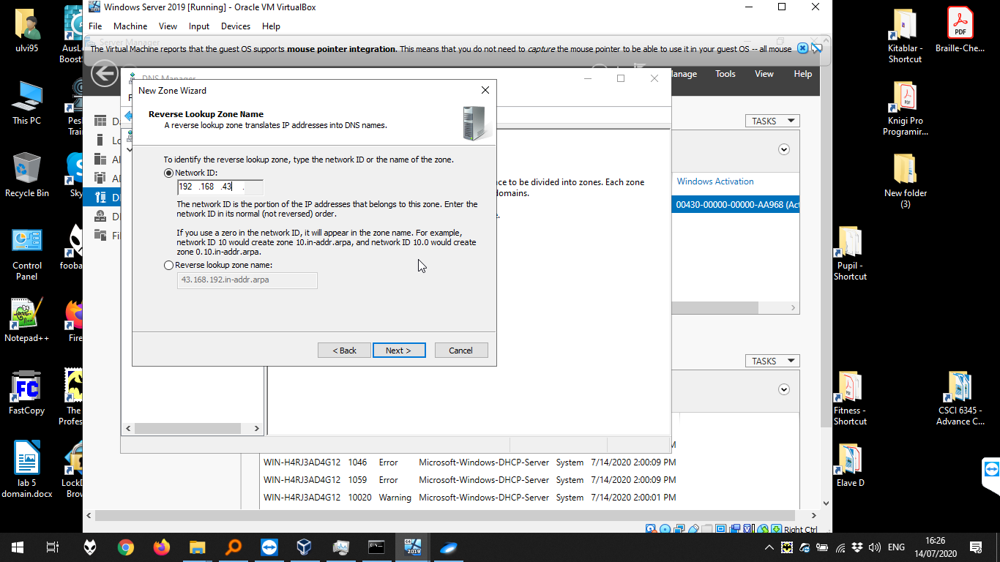 Windows Server 2019 [Running] - Oracle VM VirtualBox
File Machine View Input Devices Help
The Virtual Machine reports that the guest OS supports mouse pointer integration. This means that you do not need to capture the mouse pointer to be able to use it in your guest OS -- all mouse
Server Manager
DNS Manager
anage Tools View Help
New Zone Wizard
Reverse Lookup Zone Name
A reverse lookup zone translates IP addresses into DNS names.
To identify the reverse lookup zone, type the network ID or the name of the zone.
Network ID:
192 .168 .43 .
The network ID is the portion of the IP addresses that belongs to this zone. Enter the
network ID in its normal (not reversed) order.
If you use a zero in the network ID, it will appear in the zone name. For example,
network ID 10 would create zone 10.in-addr.arpa, and network ID 10.0 would create
zone 0.10.in-addr.arpa.
Reverse lookup zone name:
43.168.192.in-addr.arpa
< Back Next > Cancel
nce to be divided into zones. Each zone
domains.
e.
TASKS
Windows Activation
00430-00000-00000-AA968 (Act
TASKS
WIN-H4RJ3AD4G12 1046 Error Microsoft-Windows-DHCP-Server System 7/14/2020 2:00:09 PM
WIN-H4RJ3AD4G12 1059 Error Microsoft-Windows-DHCP-Server System 7/14/2020 2:00:09 PM
WIN-H4RJ3AD4G12 10020 Warning Microsoft-Windows-DHCP-Server System 7/14/2020 2:00:01 PM
Right Ctrl
ulvi95
AusL
Boost
This PC
Pesl
Trai
Recycle Bin
Sky
Control
Panel
fooba
Notepad++
Fire
FastCopy
The
Profes
lab 5
domain.docx
LockD
Brow
Kitablar -
Shortcut
Braille-Che...
Knigi Pro
Programir...
New folder
(3)
Pupil -
Shortcut
Fitness -
Shortcut
CSCI 6345 -
Advance C...
Elave D
PDF
FC
2019
ENG
16:26
14/07/2020